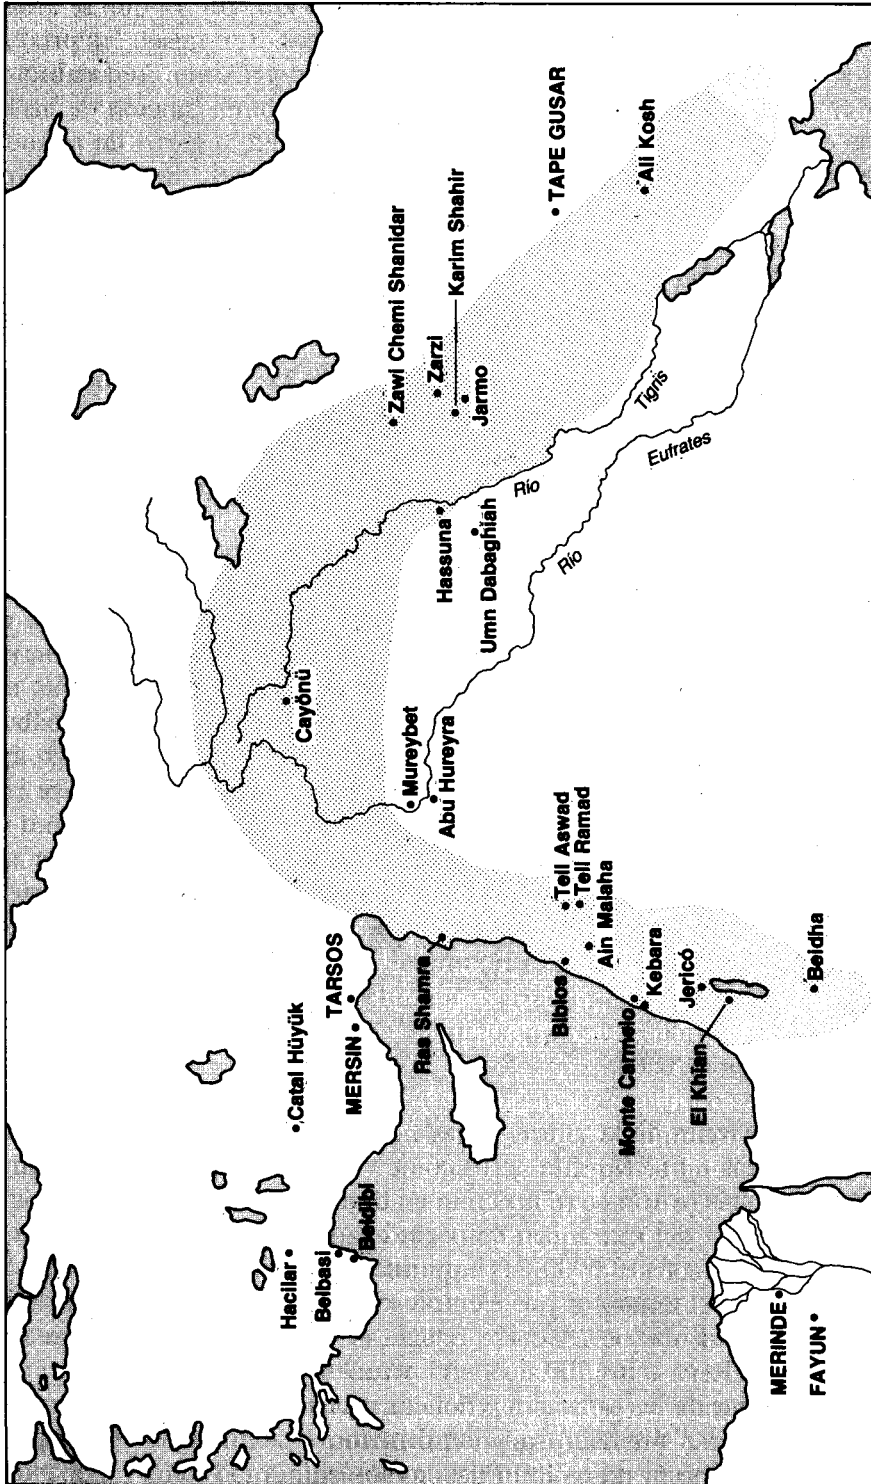 Hacilar
Catal Hüyük
Cayönü
Belbasi
TARSOS
MERSIN
Beldibi
Zawi Chemi Shanidar
Mureybet
Ras Shamra
Zarzi
Abu Hureyra
Hassuna
Karim Shahir
Jarmo
Umn Dabaghiah
Río
Tigris
TAPE GUSAR
Biblos
Tell Aswad
Río
Eufrates
Tell Ramad
Ain Malaha
Monte Carmelo
Ali Kosh
Kebara
Jericó
El Khian
MERINDE
Beidha
FAYUN